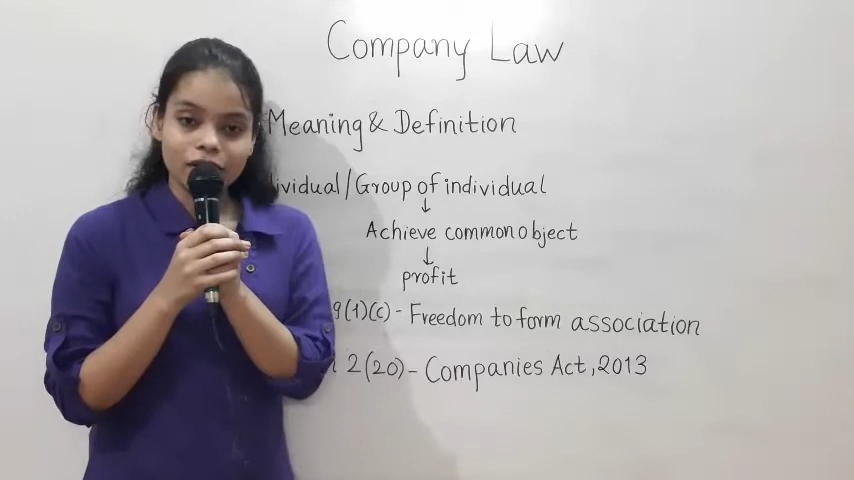 Company Law
Meaning & Definition
ividual / Group of individual
↓
Achieve common object
↓
profit
9(1)(c) - Freedom to form association
2(20) - Companies Act, 2013